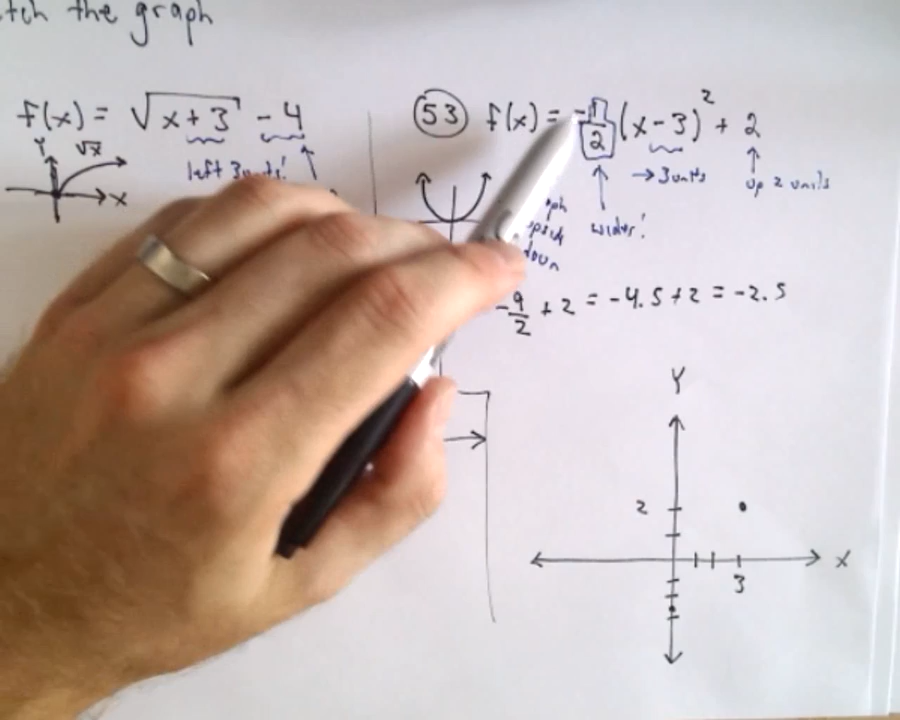 the graph
f(x) = √x + 3 - 4
Y √x
left 3 units!
X
53 f(x) = -1/2 (x - 3)² + 2
→ 3 units
up 2 units
wider!
down
-9/2 + 2 = -4.5 + 2 = -2.5
Y
2
X
3